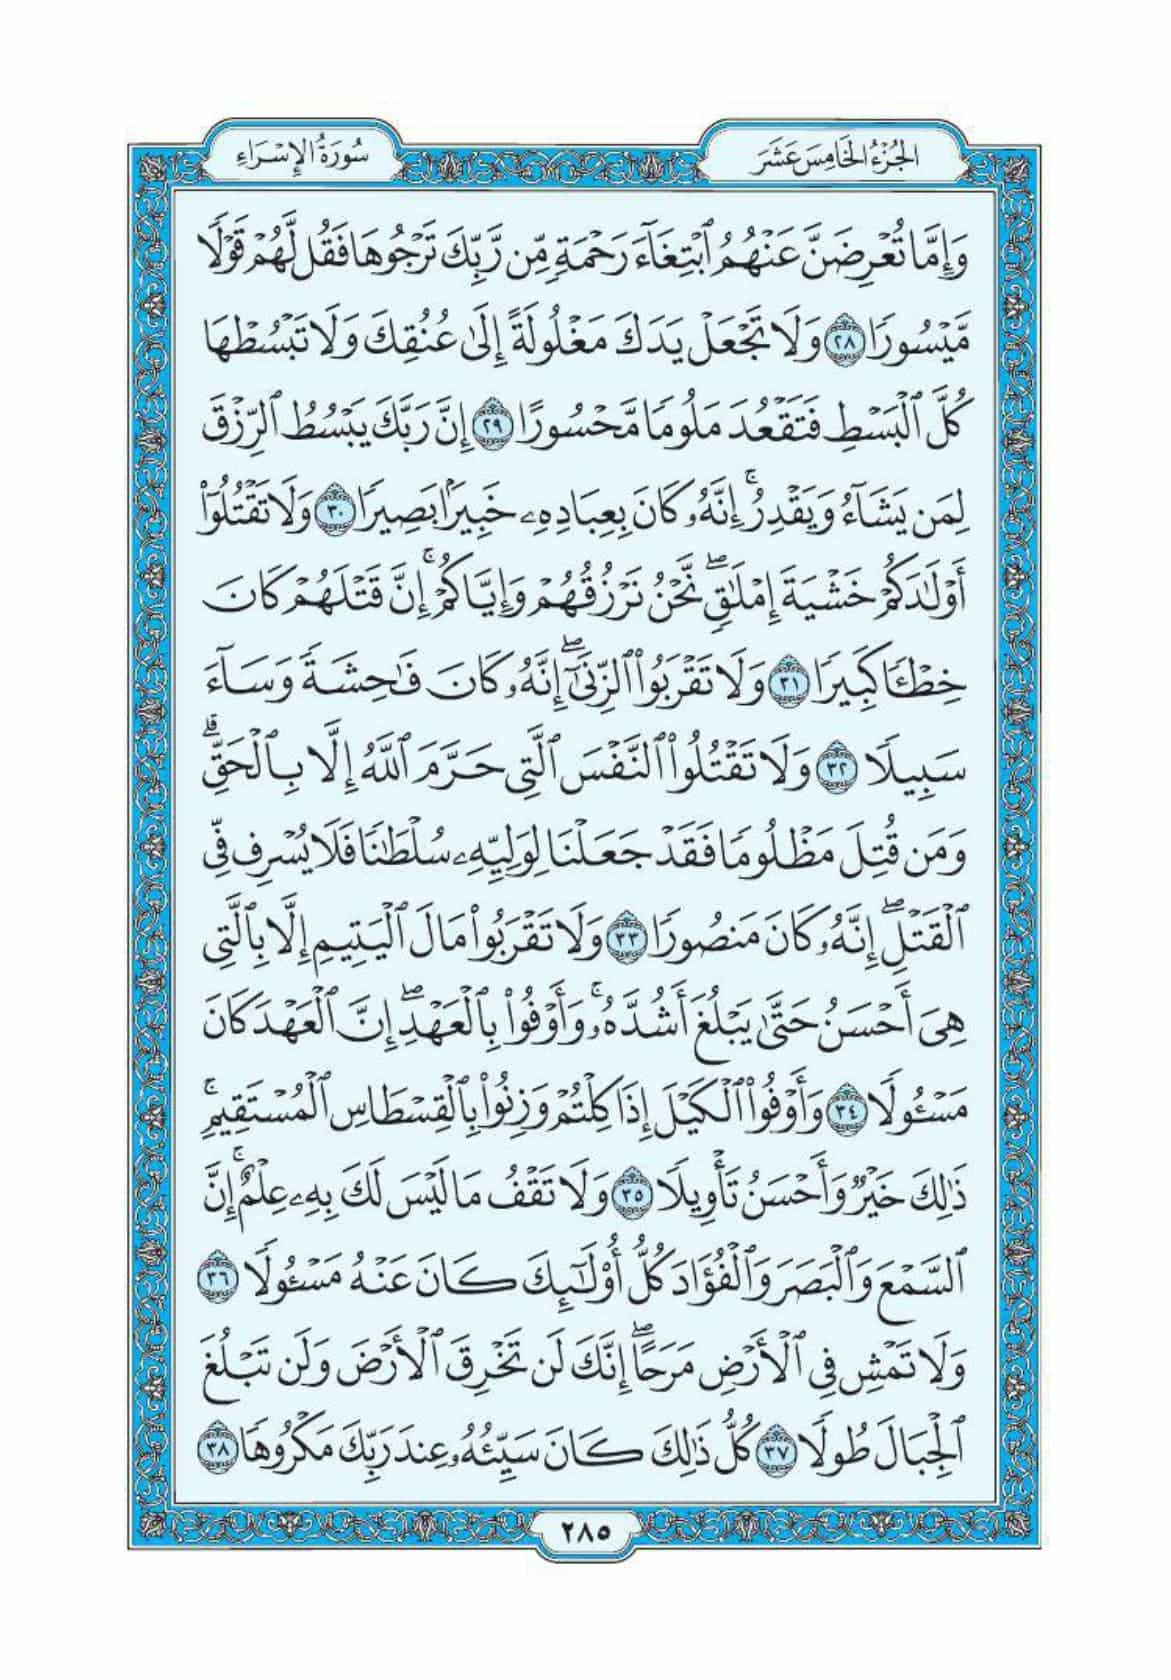 الجُزْءُ الخَامِسَ عَشَرَ
سُورَةُ الإِسْرَاءِ
وَإِمَّا تُعْرِضَنَّ عَنْهُمُ ٱبْتِغَآءَ رَحْمَةٍ مِّن رَّبِّكَ تَرْجُوهَا فَقُل لَّهُمْ قَوْلًا
مَّيْسُورًا ٢٨ وَلَا تَجْعَلْ يَدَكَ مَغْلُولَةً إِلَىٰ عُنُقِكَ وَلَا تَبْسُطْهَا
كُلَّ ٱلْبَسْطِ فَتَقْعُدَ مَلُومًا مَّحْسُورًا ٢٩ إِنَّ رَبَّكَ يَبْسُطُ ٱلرِّزْقَ
لِمَن يَشَآءُ وَيَقْدِرُ ۚ إِنَّهُۥ كَانَ بِعِبَادِهِۦ خَبِيرًۢا بَصِيرًا ٣٠ وَلَا تَقْتُلُوٓا۟
أَوْلَٰدَكُمْ خَشْيَةَ إِمْلَٰقٍ ۖ نَّحْنُ نَرْزُقُهُمْ وَإِيَّاكُمْ ۚ إِنَّ قَتْلَهُمْ كَانَ
خِطْـًٔا كَبِيرًا ٣١ وَلَا تَقْرَبُوا۟ ٱلزِّنَىٰٓ ۖ إِنَّهُۥ كَانَ فَٰحِشَةً وَسَآءَ
سَبِيلًا ٣٢ وَلَا تَقْتُلُوا۟ ٱلنَّفْسَ ٱلَّتِى حَرَّمَ ٱللَّهُ إِلَّا بِٱلْحَقِّ ۗ
وَمَن قُتِلَ مَظْلُومًا فَقَدْ جَعَلْنَا لِوَلِيِّهِۦ سُلْطَٰنًا فَلَا يُسْرِف فِّى
ٱلْقَتْلِ ۖ إِنَّهُۥ كَانَ مَنصُورًا ٣٣ وَلَا تَقْرَبُوا۟ مَالَ ٱلْيَتِيمِ إِلَّا بِٱلَّتِى
هِىَ أَحْسَنُ حَتَّىٰ يَبْلُغَ أَشُدَّهُۥ ۚ وَأَوْفُوا۟ بِٱلْعَهْدِ ۖ إِنَّ ٱلْعَهْدَ كَانَ
مَسْـُٔولًا ٣٤ وَأَوْفُوا۟ ٱلْكَيْلَ إِذَا كِلْتُمْ وَزِنُوا۟ بِٱلْقِسْطَاسِ ٱلْمُسْتَقِيمِ ۚ
ذَٰلِكَ خَيْرٌ وَأَحْسَنُ تَأْوِيلًا ٣٥ وَلَا تَقْفُ مَا لَيْسَ لَكَ بِهِۦ عِلْمٌ ۚ إِنَّ
ٱلسَّمْعَ وَٱلْبَصَرَ وَٱلْفُؤَادَ كُلُّ أُو۟لَٰٓئِكَ كَانَ عَنْهُ مَسْـُٔولًا ٣٦
وَلَا تَمْشِ فِى ٱلْأَرْضِ مَرَحًا ۖ إِنَّكَ لَن تَخْرِقَ ٱلْأَرْضَ وَلَن تَبْلُغَ
ٱلْجِبَالَ طُولًا ٣٧ كُلُّ ذَٰلِكَ كَانَ سَيِّئُهُۥ عِندَ رَبِّكَ مَكْرُوهًا ٣٨
٢٨٥